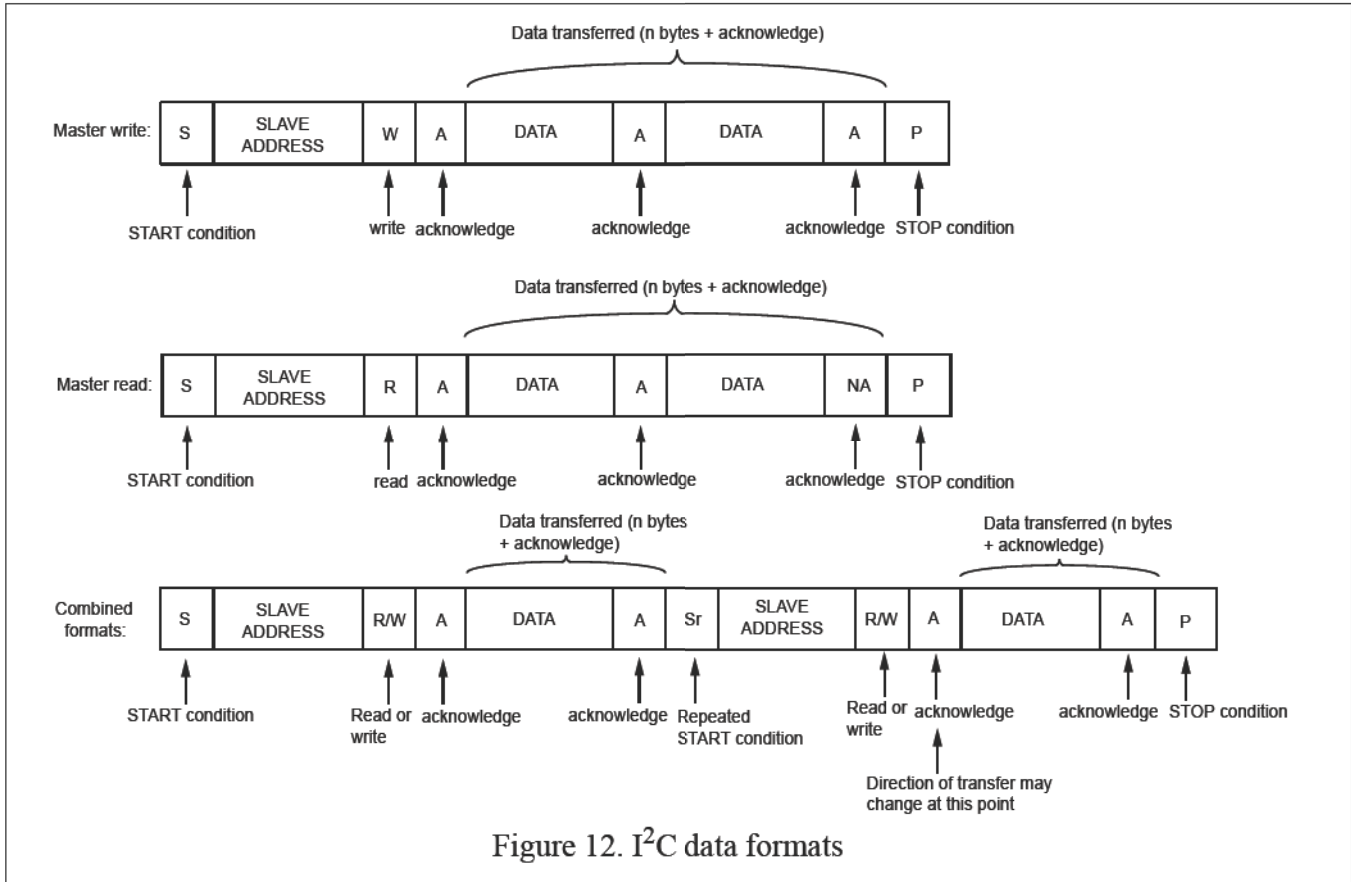 Data transferred (n bytes + acknowledge)
Master write: S SLAVE ADDRESS W A DATA A DATA A P
START condition write acknowledge acknowledge acknowledge STOP condition
Data transferred (n bytes + acknowledge)
Master read: S SLAVE ADDRESS R A DATA A DATA NA P
START condition read acknowledge acknowledge acknowledge STOP condition
Data transferred (n bytes + acknowledge)
Data transferred (n bytes + acknowledge)
Combined formats: S SLAVE ADDRESS R/W A DATA A Sr SLAVE ADDRESS R/W A DATA A P
START condition Read or write acknowledge acknowledge Repeated START condition Read or write acknowledge acknowledge STOP condition
Direction of transfer may
change at this point
Figure 12. I²C data formats